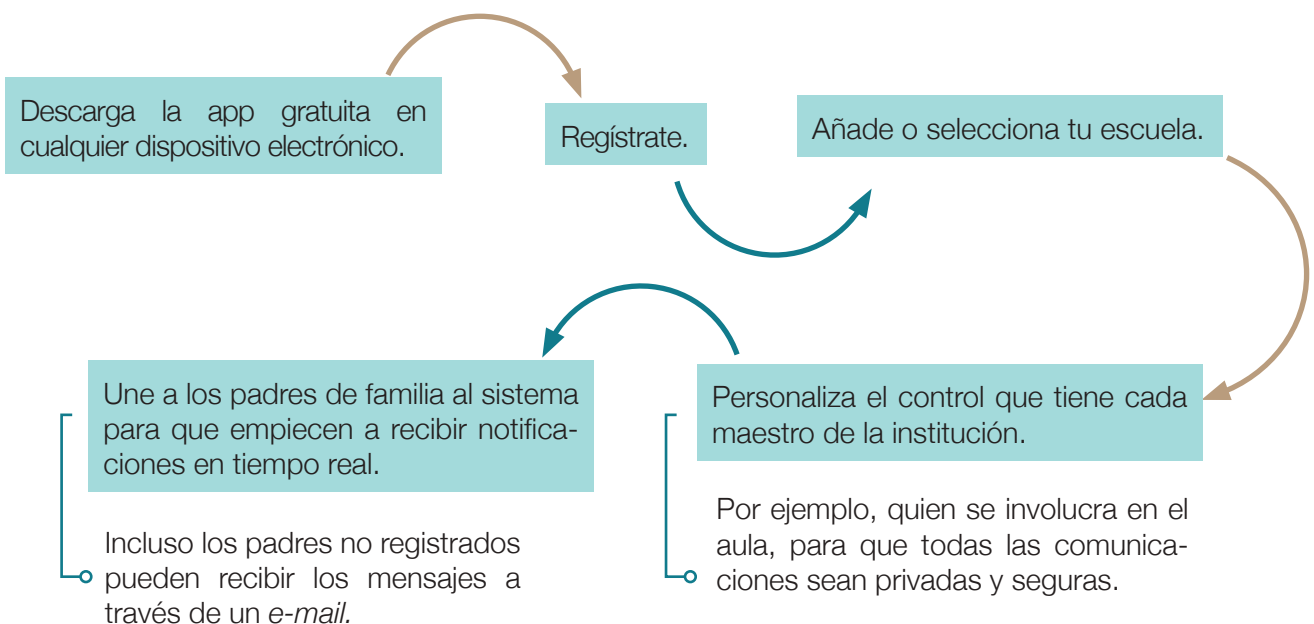 Descarga la app gratuita en
cualquier dispositivo electrónico.
Regístrate.
Añade o selecciona tu escuela.
Personaliza el control que tiene cada
maestro de la institución.
Por ejemplo, quien se involucra en el
aula, para que todas las comunica-
ciones sean privadas y seguras.
Une a los padres de familia al sistema
para que empiecen a recibir notifica-
ciones en tiempo real.
Incluso los padres no registrados
pueden recibir los mensajes a
través de un e-mail.